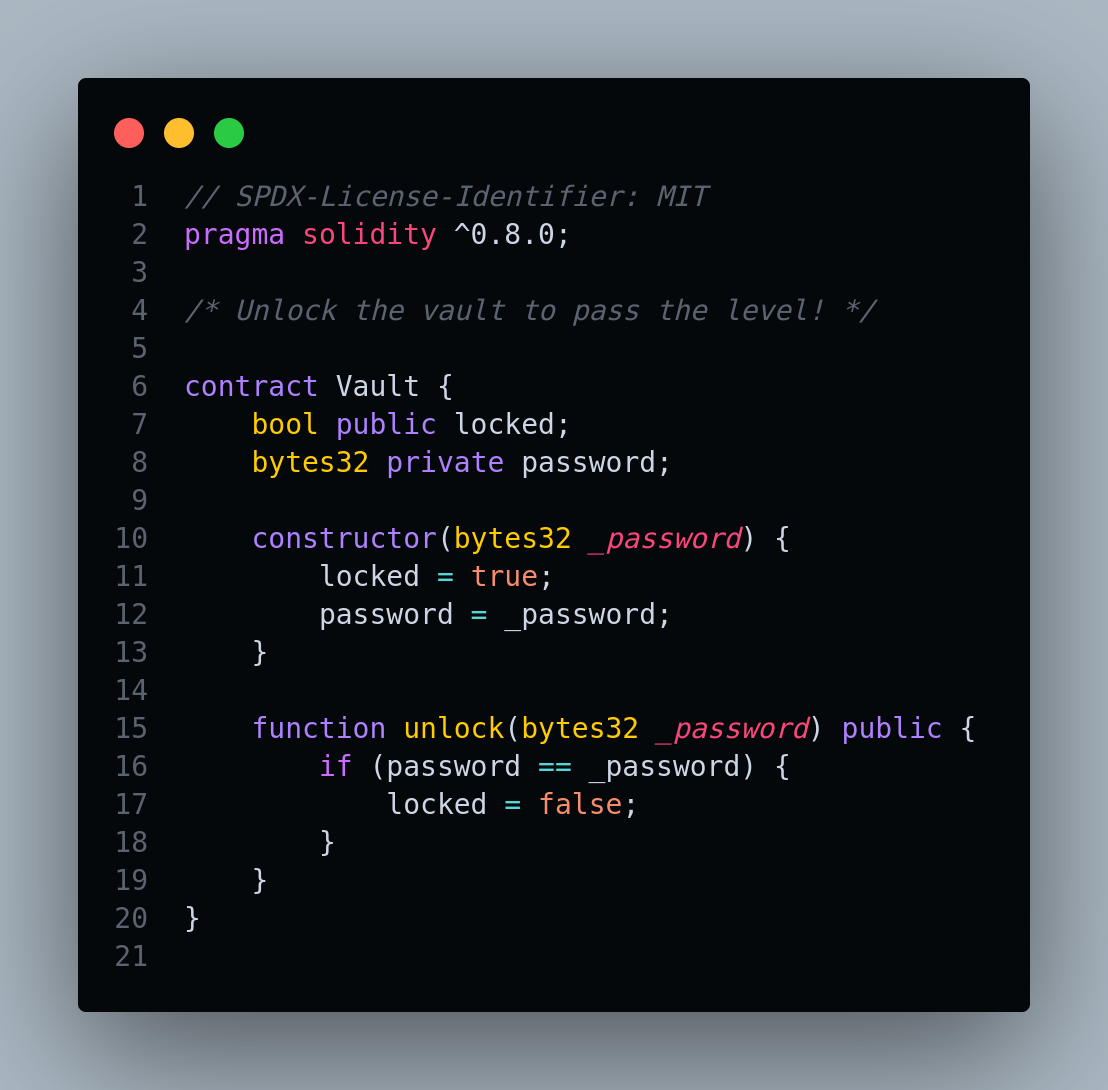 1 // SPDX-License-Identifier: MIT
2 pragma solidity ^0.8.0;
3
4 /* Unlock the vault to pass the level! */
5
6 contract Vault {
7     bool public locked;
8     bytes32 private password;
9
10     constructor(bytes32 _password) {
11         locked = true;
12         password = _password;
13     }
14
15     function unlock(bytes32 _password) public {
16         if (password == _password) {
17             locked = false;
18         }
19     }
20 }
21